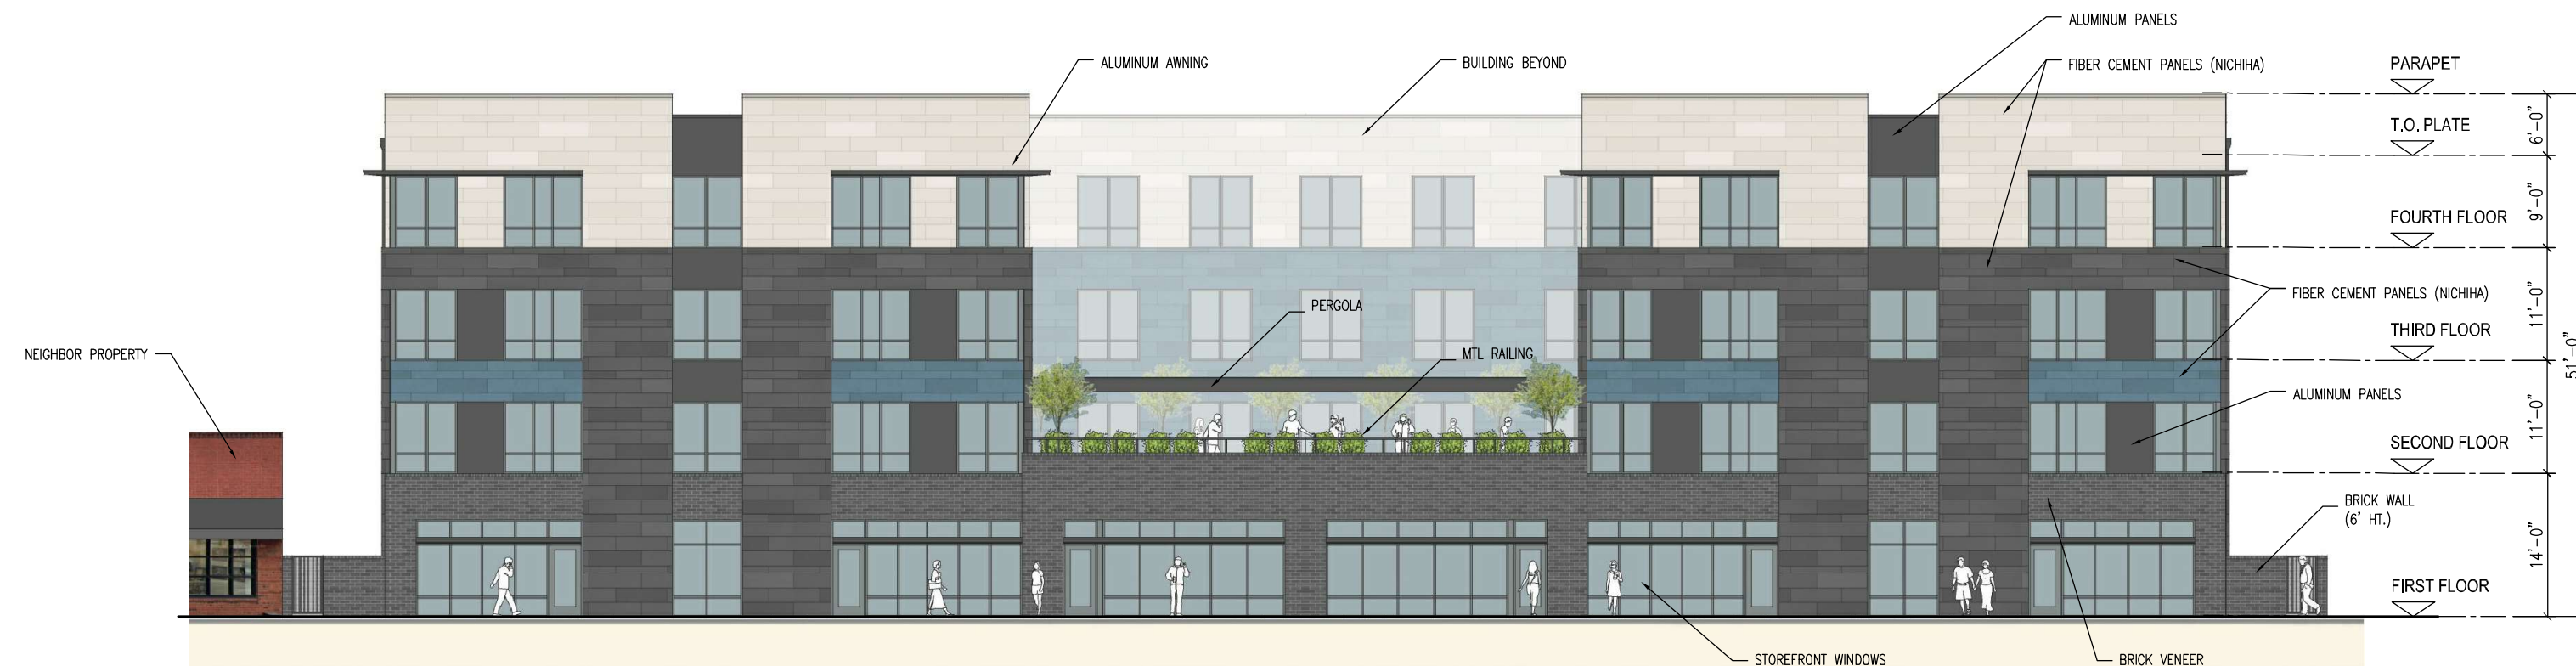 ALUMINUM PANELS
ALUMINUM AWNING
BUILDING BEYOND
FIBER CEMENT PANELS (NICHIHA)
PARAPET
6'-0"
T.O. PLATE
9'-0"
FOURTH FLOOR
11'-0"
FIBER CEMENT PANELS (NICHIHA)
PERGOLA
THIRD FLOOR
51'-0"
NEIGHBOR PROPERTY
MTL RAILING
ALUMINUM PANELS
11'-0"
SECOND FLOOR
BRICK WALL
(6' HT.)
14'-0"
FIRST FLOOR
STOREFRONT WINDOWS
BRICK VENEER